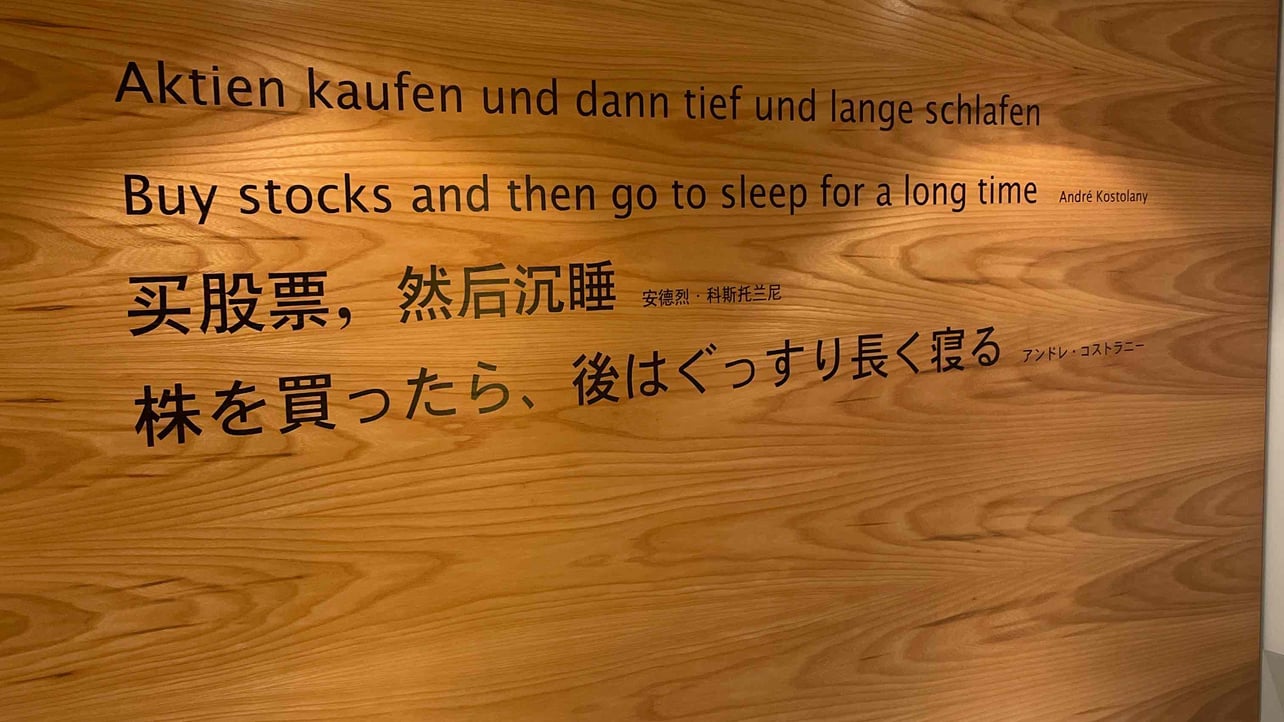 Aktien kaufen und dann tief und lange schlafen
Buy stocks and then go to sleep for a long time André Kostolany
买股票，然后沉睡 安德烈·科斯托兰尼
株を買ったら、後はぐっすり長く寝る アンドレ・コストラニー